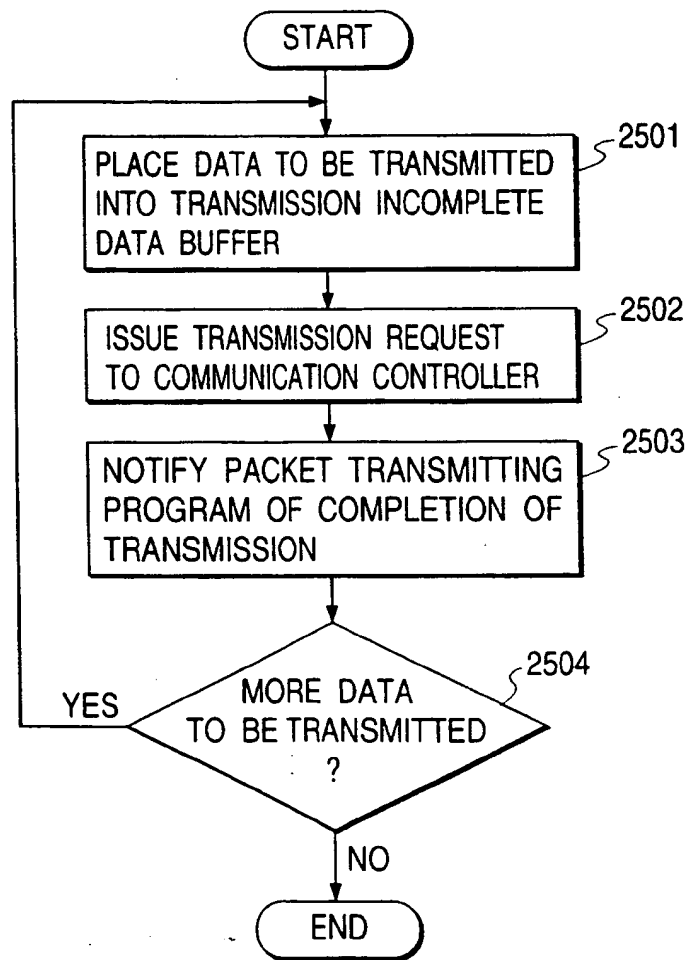 START
PLACE DATA TO BE TRANSMITTED
INTO TRANSMISSION INCOMPLETE
DATA BUFFER
2501
ISSUE TRANSMISSION REQUEST
TO COMMUNICATION CONTROLLER
2502
NOTIFY PACKET TRANSMITTING
PROGRAM OF COMPLETION OF
TRANSMISSION
2503
MORE DATA
TO BE TRANSMITTED
?
2504
YES
NO
END